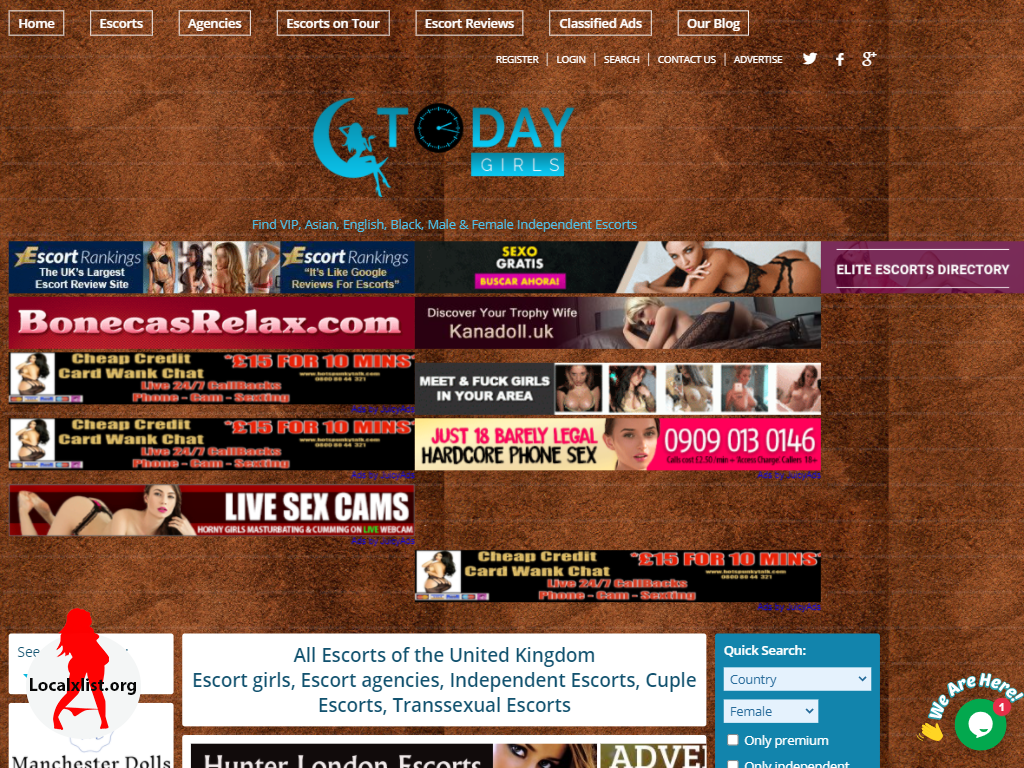 Home Escorts Agencies Escorts on Tour Escort Reviews Classified Ads Our Blog
REGISTER LOGIN SEARCH CONTACT US ADVERTISE
TODAY
GIRLS
Find VIP, Asian, English, Black, Male & Female Independent Escorts
Escort Rankings
The UK's Largest
Escort Review Site
Escort Rankings
"It's Like Google
Reviews For Escorts"
SEXO
GRATIS
BUSCAR AHORA!
ELITE ESCORTS DIRECTORY
BonecasRelax.com
Discover Your Trophy Wife
Kanadoll.uk
Cheap Credit
Card Wank Chat
Live 24/7 CallBacks
Phone - Cam - Sexting
*£15 FOR 10 MINS*
MEET & FUCK GIRLS
IN YOUR AREA
Cheap Credit
Card Wank Chat
Live 24/7 CallBacks
Phone - Cam - Sexting
*£15 FOR 10 MINS*
JUST 18 BARELY LEGAL
HARDCORE PHONE SEX
0909 013 0146
LIVE SEX CAMS
HORNY GIRLS MASTURBATING & CUMMING ON LIVE WEBCAM
Cheap Credit
Card Wank Chat
Live 24/7 CallBacks
Phone - Cam - Sexting
*£15 FOR 10 MINS*
See
Localxlist.org
Manchester Dolls
All Escorts of the United Kingdom
Escort girls, Escort agencies, Independent Escorts, Cuple
Escorts, Transsexual Escorts
Hunter London Escorts
Quick Search:
Country
Female
Only premium
Only independent
We Are Here!
1